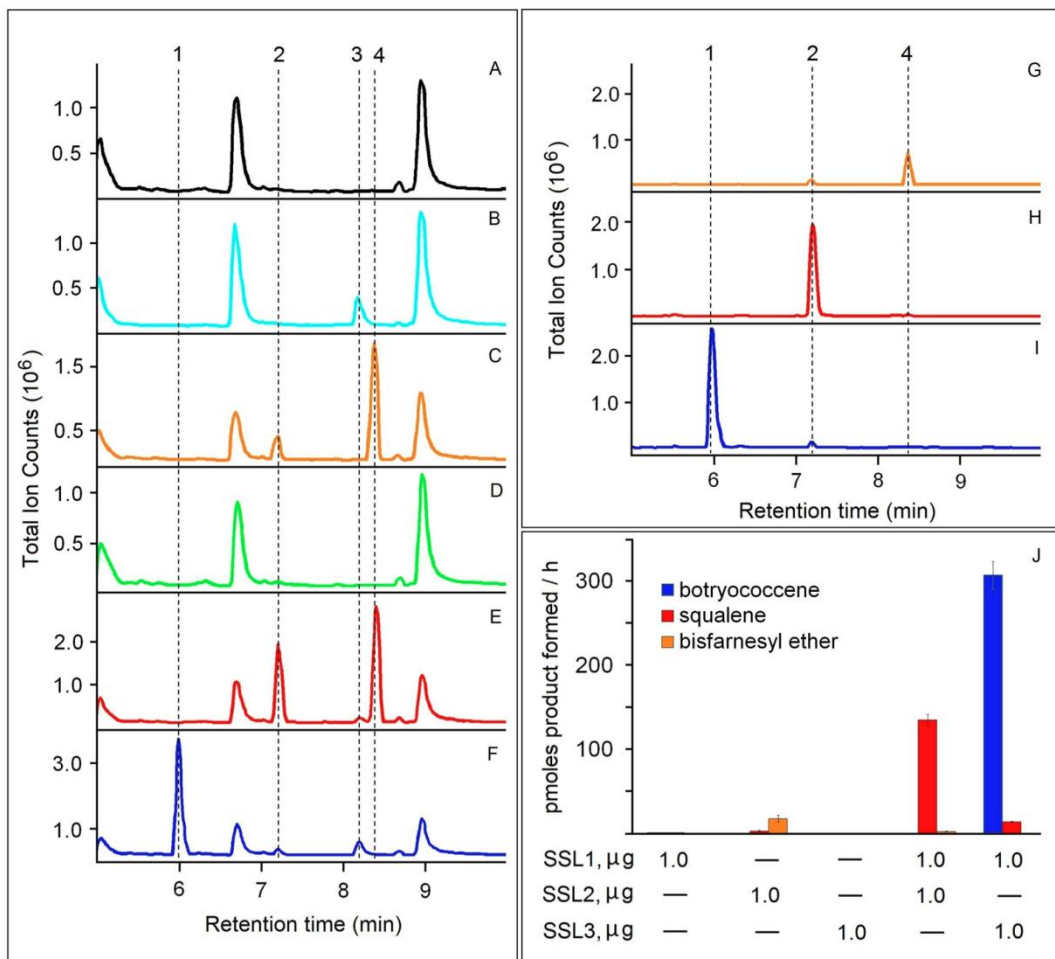 1 2 3 4
A
1.0
0.5
B
1.0
0.5
C
1.5
0.5
D
1.0
0.5
E
2.0
1.0
F
3.0
1.0
Total Ion Counts (10⁶)
6 7 8 9
Retention time (min)
1 2 4
G
2.0
1.0
H
2.0
1.0
I
2.0
1.0
Total Ion Counts (10⁶)
6 7 8 9
Retention time (min)
J
300
200
100
pmoles product formed / h
botryococcene
squalene
bisfarnesyl ether
SSL1, μg 1.0 — — 1.0 1.0
SSL2, μg — 1.0 — 1.0 —
SSL3, μg — — 1.0 — 1.0